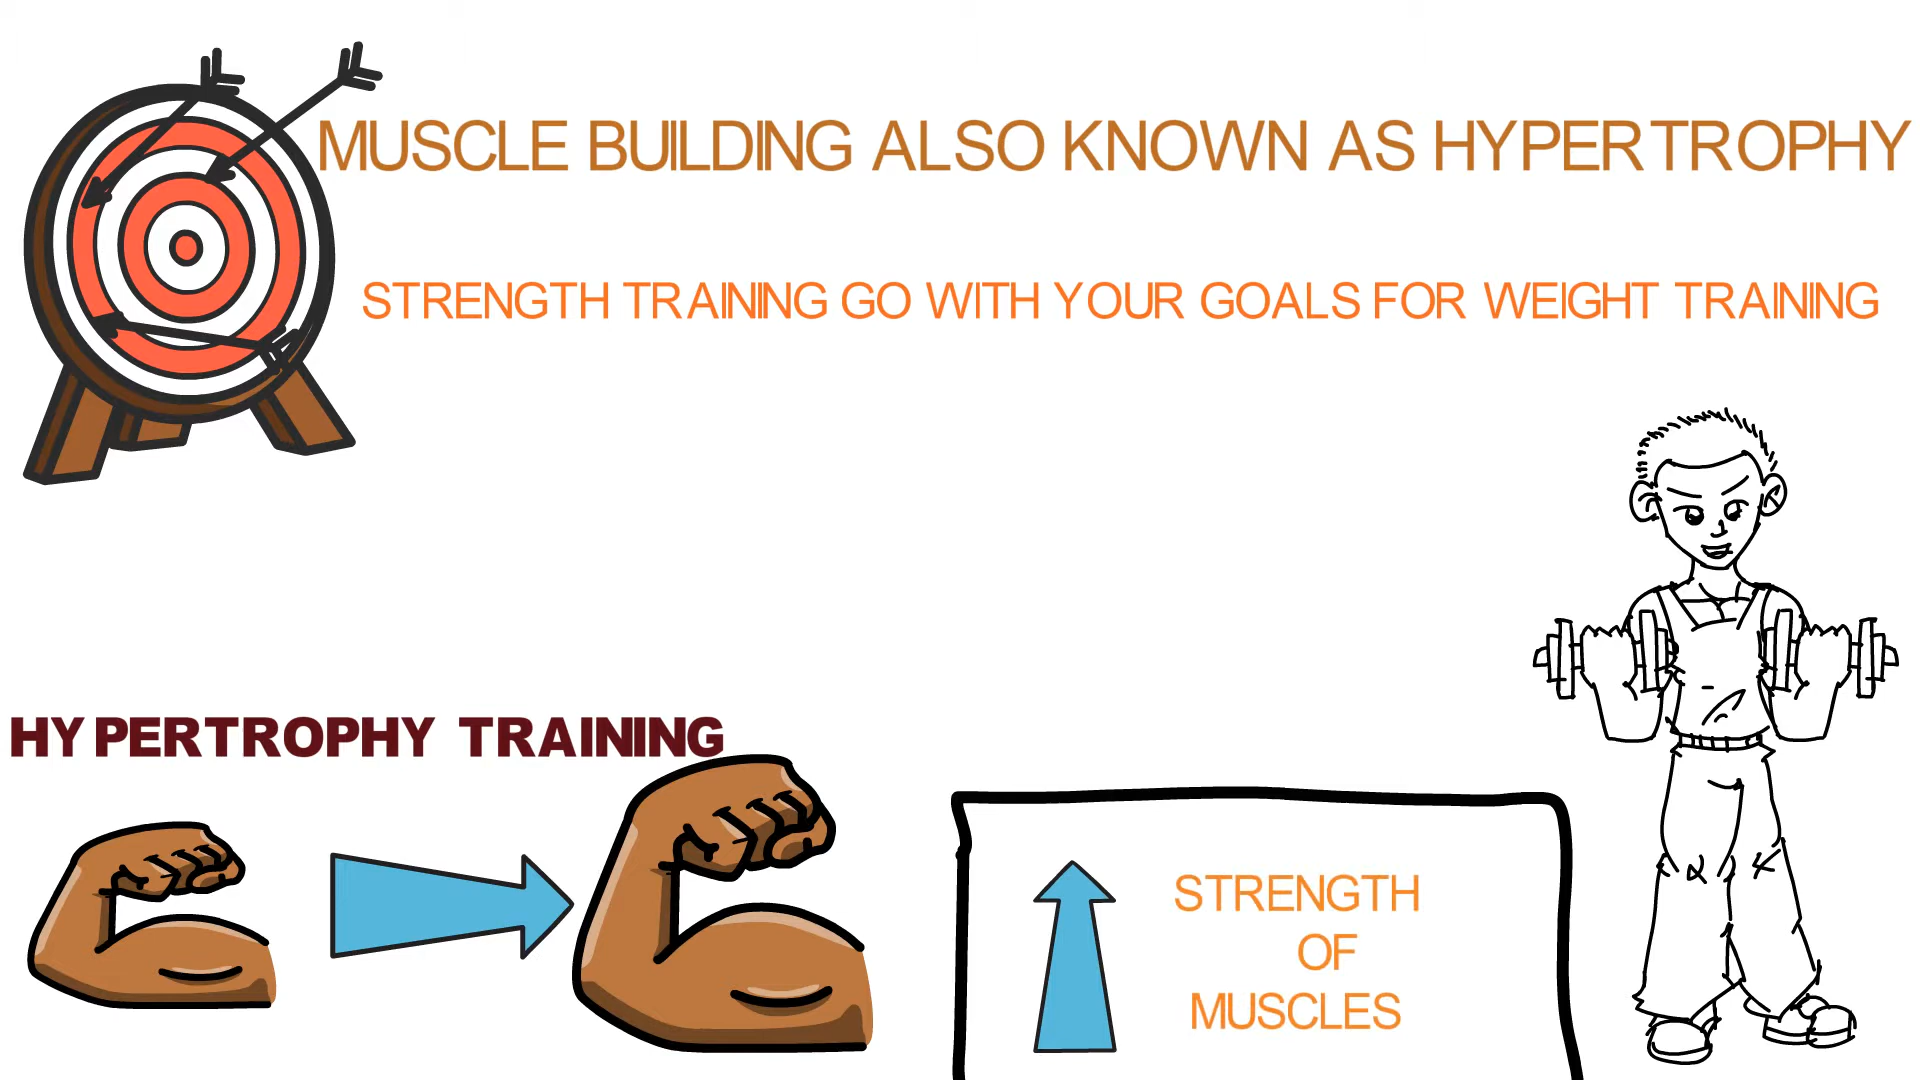 MUSCLE BUILDING ALSO KNOWN AS HYPERTROPHY
STRENGTH TRAINING GO WITH YOUR GOALS FOR WEIGHT TRAINING
HYPERTROPHY TRAINING
STRENGTH
OF
MUSCLES